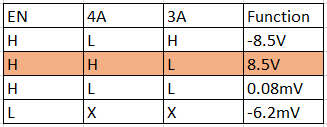 EN 4A 3A Function
H L H -8.5V
H H L 8.5V
H L L 0.08mV
L X X -6.2mV